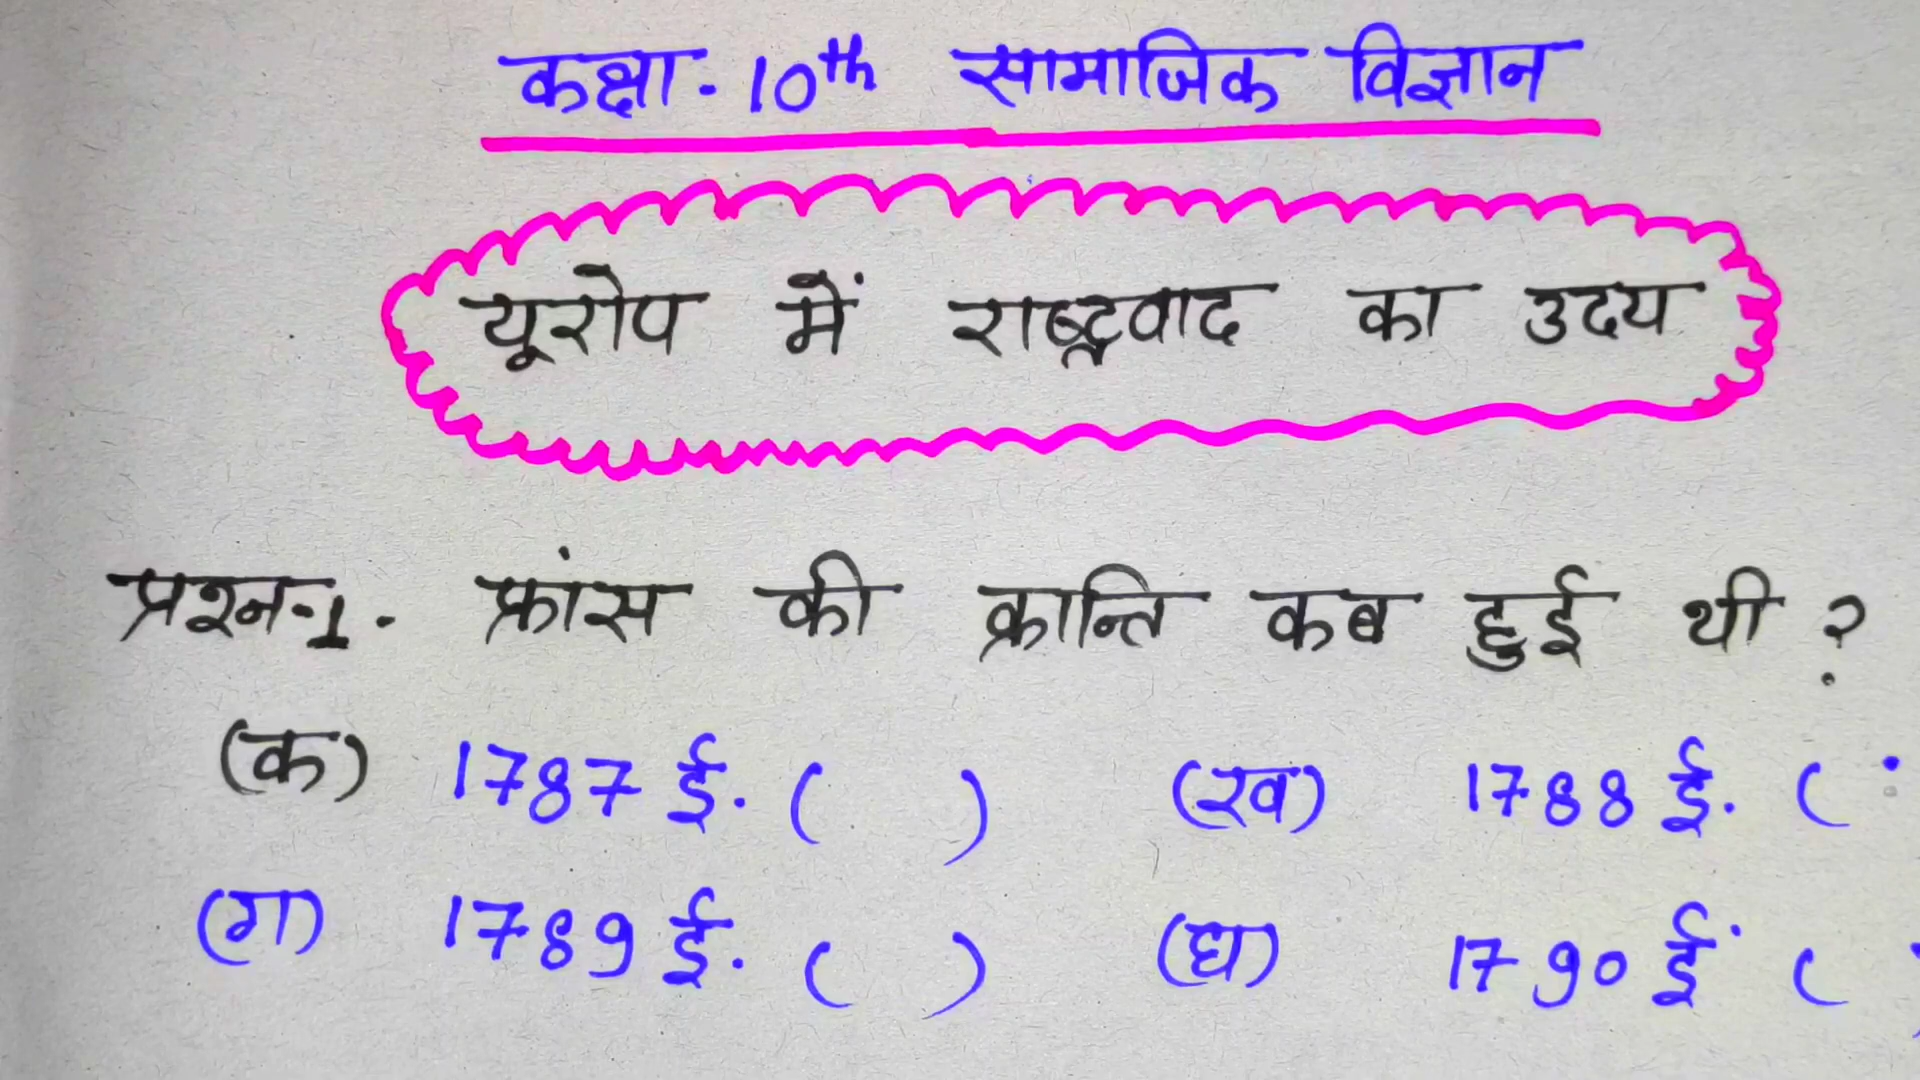 कक्षा. 10th सामाजिक विज्ञान
यूरोप में राष्ट्रवाद का उदय
प्रश्न-1. फ्रांस की क्रान्ति कब हुई थी ?
(क) 1787 ई. ( ) (ख) 1788 ई. (
(ग) 1789 ई. ( ) (घ) 1790 ई. ( )